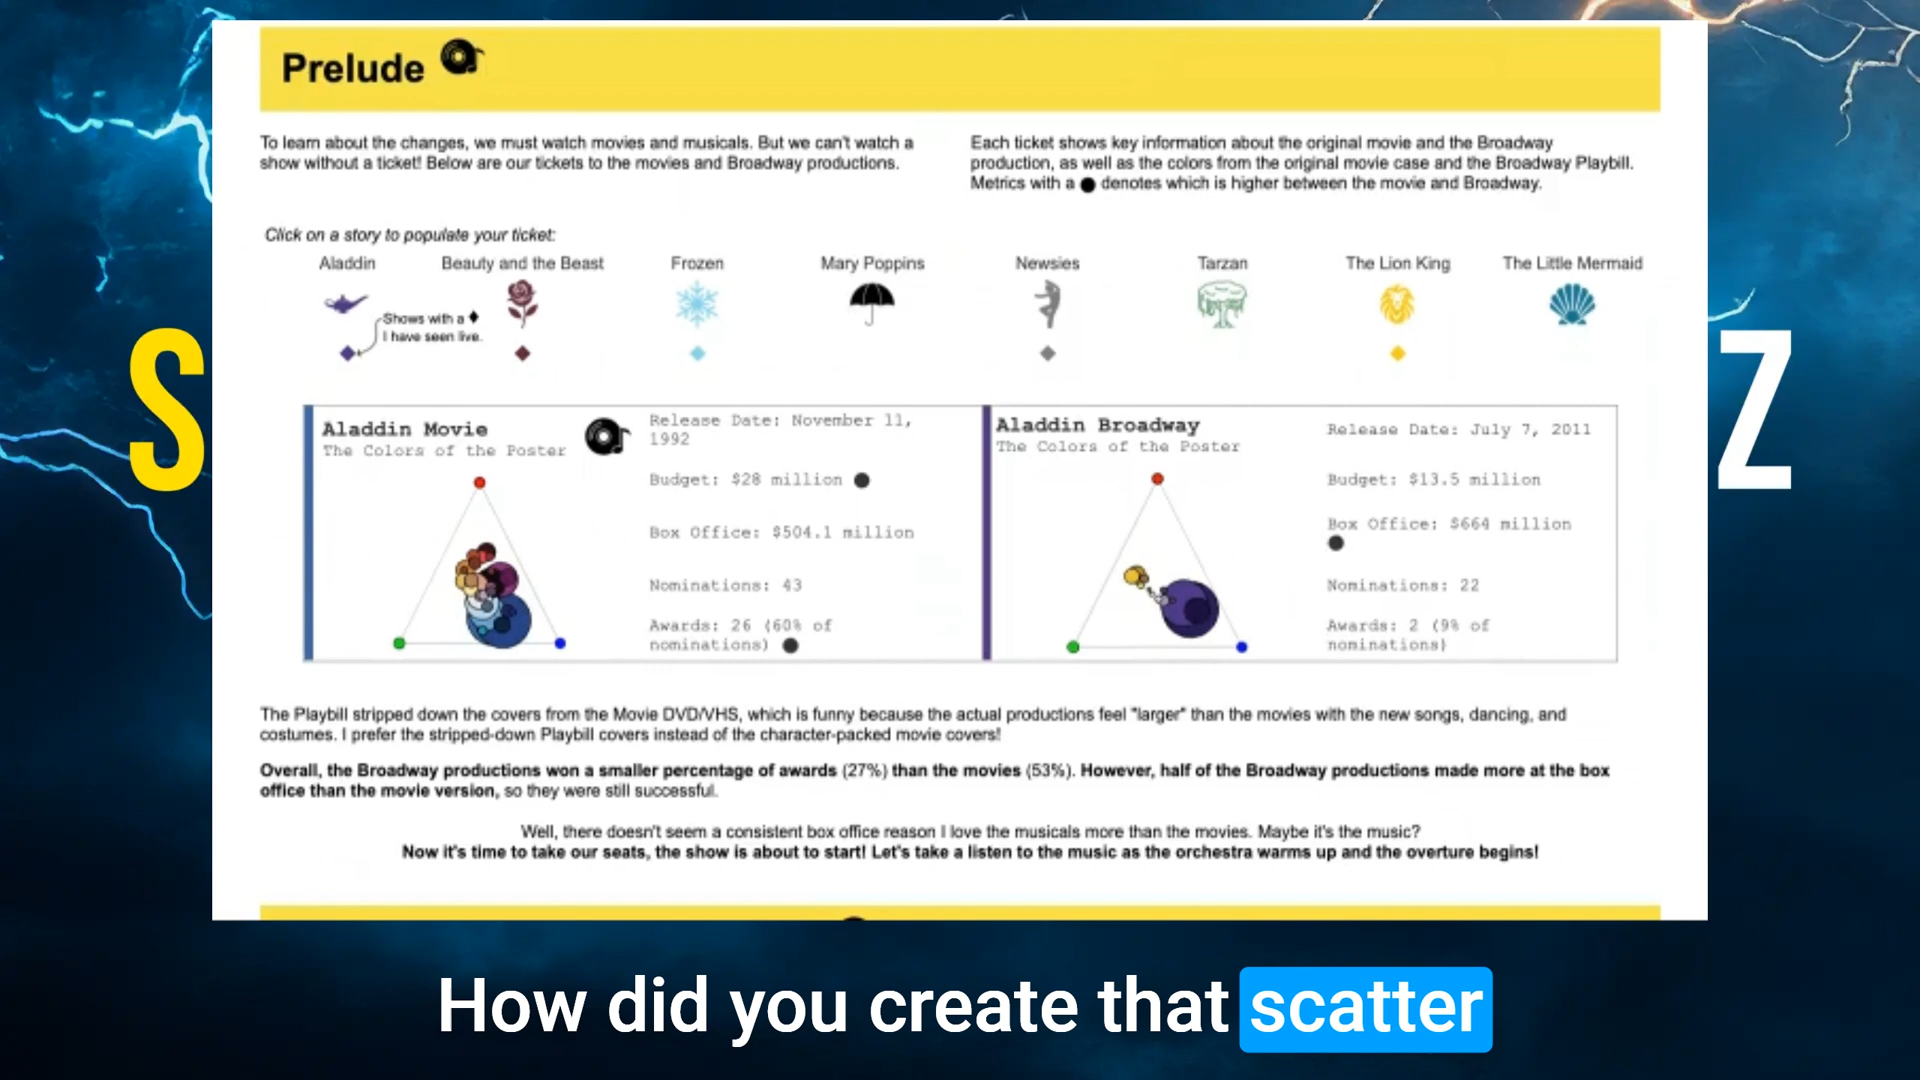 Prelude
To learn about the changes, we must watch movies and musicals. But we can't watch a
show without a ticket! Below are our tickets to the movies and Broadway productions.
Each ticket shows key information about the original movie and the Broadway
production, as well as the colors from the original movie case and the Broadway Playbill.
Metrics with a ● denotes which is higher between the movie and Broadway.
Click on a story to populate your ticket:
Aladdin
Beauty and the Beast
Frozen
Mary Poppins
Newsies
Tarzan
The Lion King
The Little Mermaid
Shows with a ♦
I have seen live.
S
Z
Aladdin Movie
The Colors of the Poster
Release Date: November 11,
1992
Budget: $28 million
Box Office: $504.1 million
Nominations: 43
Awards: 26 (60% of
nominations)
Aladdin Broadway
The Colors of the Poster
Release Date: July 7, 2011
Budget: $13.5 million
Box Office: $664 million
Nominations: 22
Awards: 2 (9% of
nominations)
The Playbill stripped down the covers from the Movie DVD/VHS, which is funny because the actual productions feel "larger" than the movies with the new songs, dancing, and
costumes. I prefer the stripped-down Playbill covers instead of the character-packed movie covers!
Overall, the Broadway productions won a smaller percentage of awards (27%) than the movies (53%). However, half of the Broadway productions made more at the box
office than the movie version, so they were still successful.
Well, there doesn't seem a consistent box office reason I love the musicals more than the movies. Maybe it's the music?
Now it's time to take our seats, the show is about to start! Let's take a listen to the music as the orchestra warms up and the overture begins!
How did you create that scatter